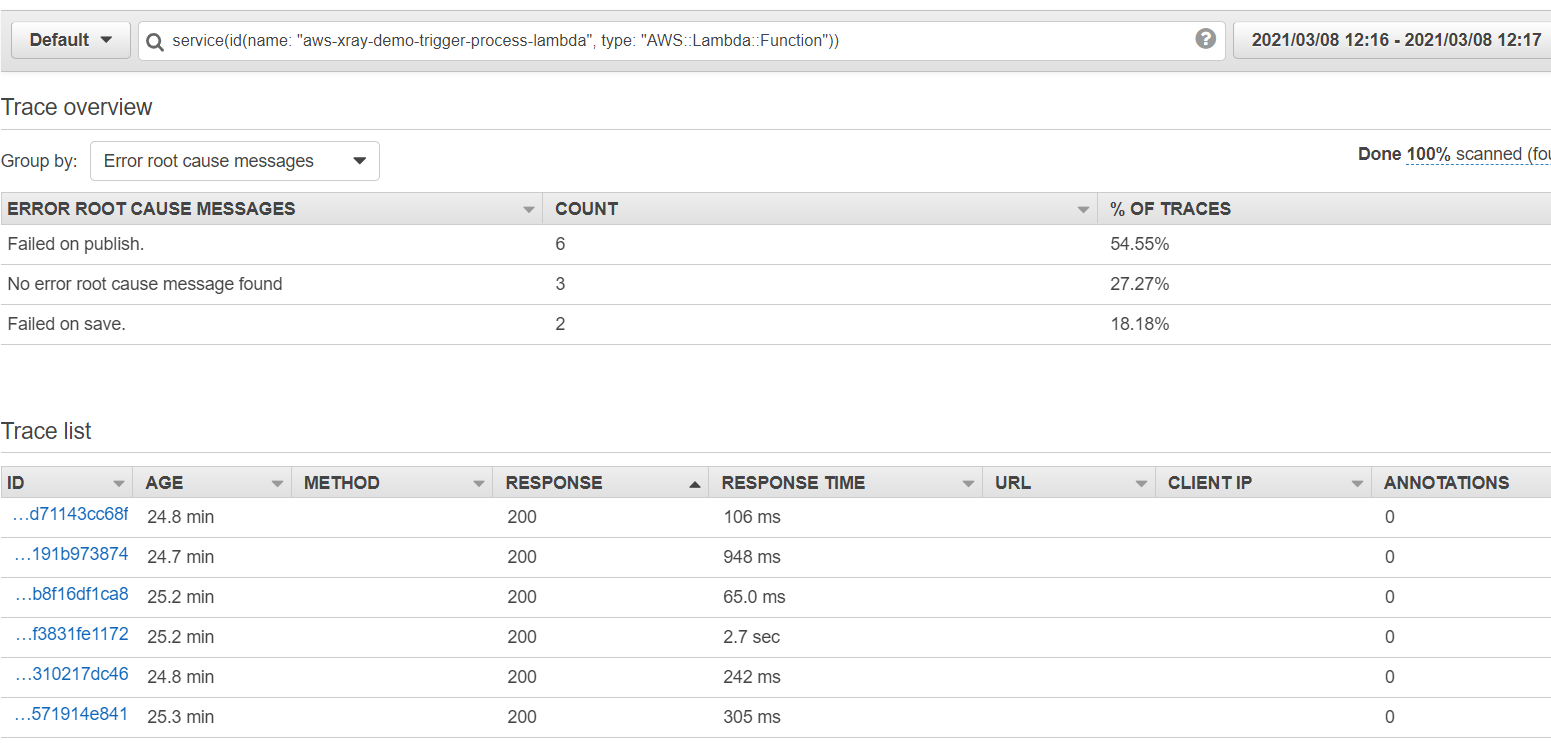 Default service(id(name: "aws-xray-demo-trigger-process-lambda", type: "AWS::Lambda::Function")) ? 2021/03/08 12:16 - 2021/03/08 12:17
Trace overview
Group by: Error root cause messages Done 100% scanned (fou
ERROR ROOT CAUSE MESSAGES COUNT % OF TRACES
Failed on publish. 6 54.55%
No error root cause message found 3 27.27%
Failed on save. 2 18.18%
Trace list
ID AGE METHOD RESPONSE RESPONSE TIME URL CLIENT IP ANNOTATIONS
...d71143cc68f 24.8 min 200 106 ms 0
...191b973874 24.7 min 200 948 ms 0
...b8f16df1ca8 25.2 min 200 65.0 ms 0
...f3831fe1172 25.2 min 200 2.7 sec 0
...310217dc46 24.8 min 200 242 ms 0
...571914e841 25.3 min 200 305 ms 0